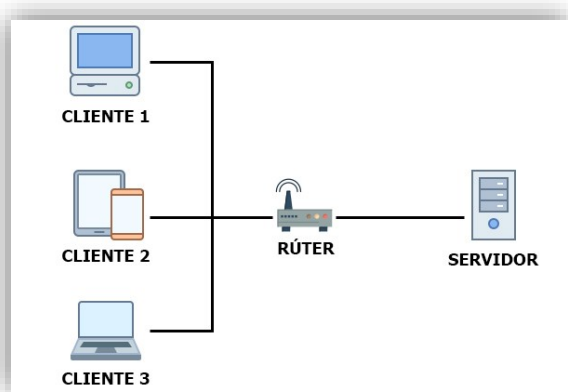 CLIENTE 1
CLIENTE 2
RÚTER
SERVIDOR
CLIENTE 3